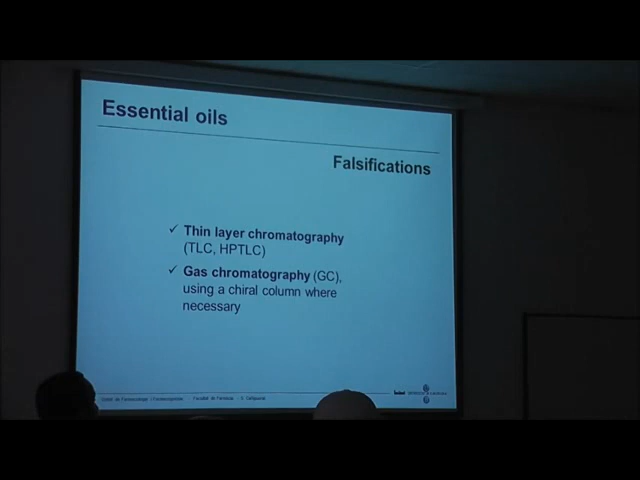 Essential oils
Falsifications
✓ Thin layer chromatography
(TLC, HPTLC)
✓ Gas chromatography (GC),
using a chiral column where
necessary